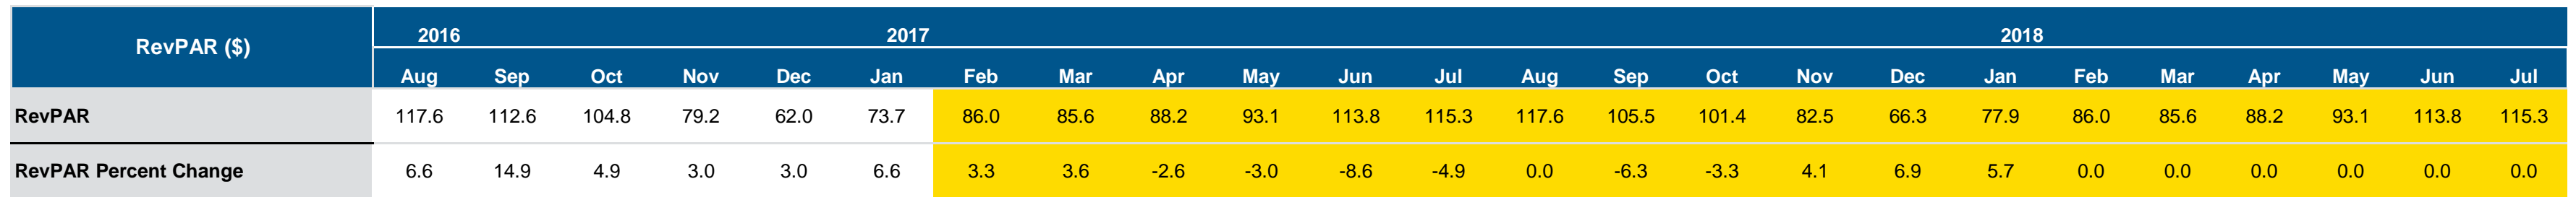 RevPAR ($)
2016 2017 2018
Aug Sep Oct Nov Dec Jan Feb Mar Apr May Jun Jul Aug Sep Oct Nov Dec Jan Feb Mar Apr May Jun Jul
RevPAR 117.6 112.6 104.8 79.2 62.0 73.7 86.0 85.6 88.2 93.1 113.8 115.3 117.6 105.5 101.4 82.5 66.3 77.9 86.0 85.6 88.2 93.1 113.8 115.3
RevPAR Percent Change 6.6 14.9 4.9 3.0 3.0 6.6 3.3 3.6 -2.6 -3.0 -8.6 -4.9 0.0 -6.3 -3.3 4.1 6.9 5.7 0.0 0.0 0.0 0.0 0.0 0.0